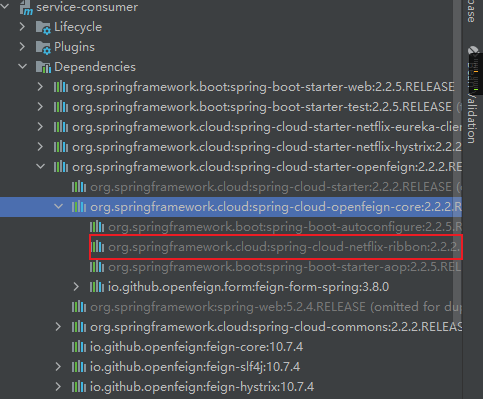 service-consumer
Lifecycle
Plugins
Dependencies
org.springframework.boot:spring-boot-starter-web:2.2.5.RELEASE
org.springframework.boot:spring-boot-starter-test:2.2.5.RELEASE (
org.springframework.cloud:spring-cloud-starter-netflix-eureka-clie
org.springframework.cloud:spring-cloud-starter-netflix-hystrix:2.2.2
org.springframework.cloud:spring-cloud-starter-openfeign:2.2.2.REL
org.springframework.cloud:spring-cloud-starter:2.2.2.RELEASE (
org.springframework.cloud:spring-cloud-openfeign-core:2.2.2.RE
org.springframework.boot:spring-boot-autoconfigure:2.2.5.REL
org.springframework.cloud:spring-cloud-netflix-ribbon:2.2.2.
org.springframework.boot:spring-boot-starter-aop:2.2.5.REL
io.github.openfeign.form:feign-form-spring:3.8.0
org.springframework:spring-web:5.2.4.RELEASE (omitted for dup
org.springframework.cloud:spring-cloud-commons:2.2.2.RELEASE
io.github.openfeign:feign-core:10.7.4
io.github.openfeign:feign-slf4j:10.7.4
io.github.openfeign:feign-hystrix:10.7.4
base
Validation